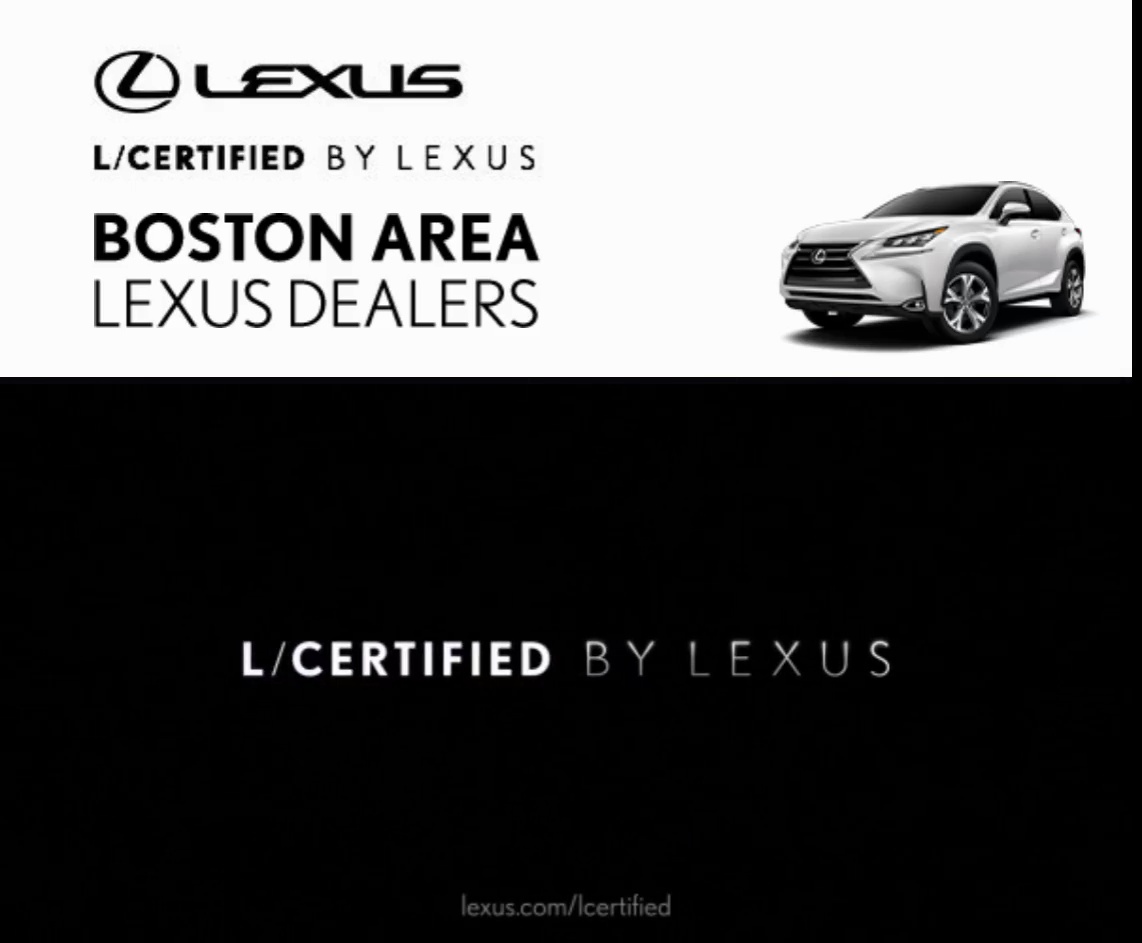 LEXUS
L/CERTIFIED BY LEXUS
BOSTON AREA
LEXUS DEALERS
L/CERTIFIED BY LEXUS
lexus.com/lcertified